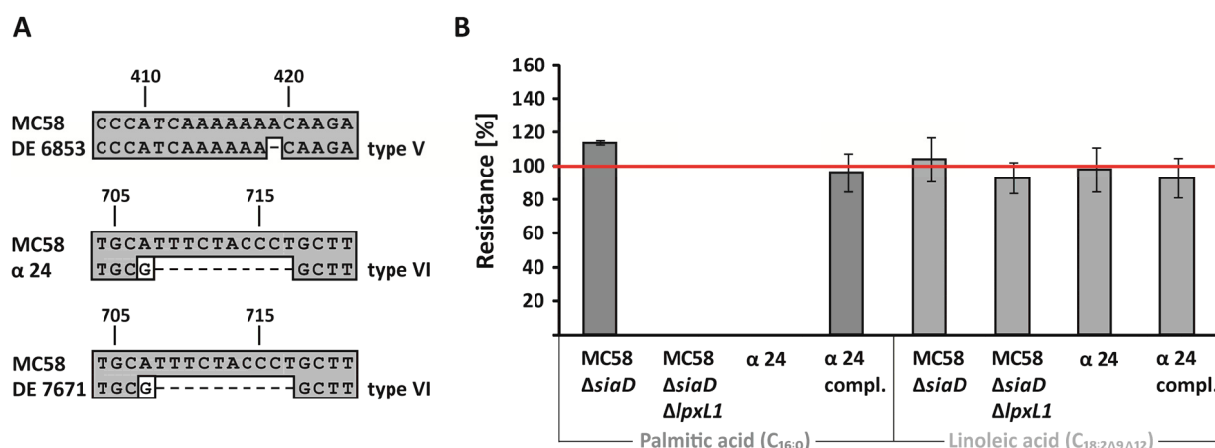 A
B
410 420
MC58 CCCATCAAAAAAACAAGA
DE 6853 CCCATCAAAAAA-CAAGA type V
705 715
MC58 TGCATTTCTACCCTGCTT
α 24 TGCG----------GCTT type VI
705 715
MC58 TGCATTTCTACCCTGCTT
DE 7671 TGCG----------GCTT type VI
Resistance [%]
160
140
120
100
80
60
40
20
MC58 MC58 α 24 α 24 MC58 MC58 α 24 α 24
ΔsiaD ΔsiaD compl. ΔsiaD ΔsiaD compl.
ΔlpxL1 ΔlpxL1
Palmitic acid (C16:0) Linoleic acid (C18:2Δ9Δ12)